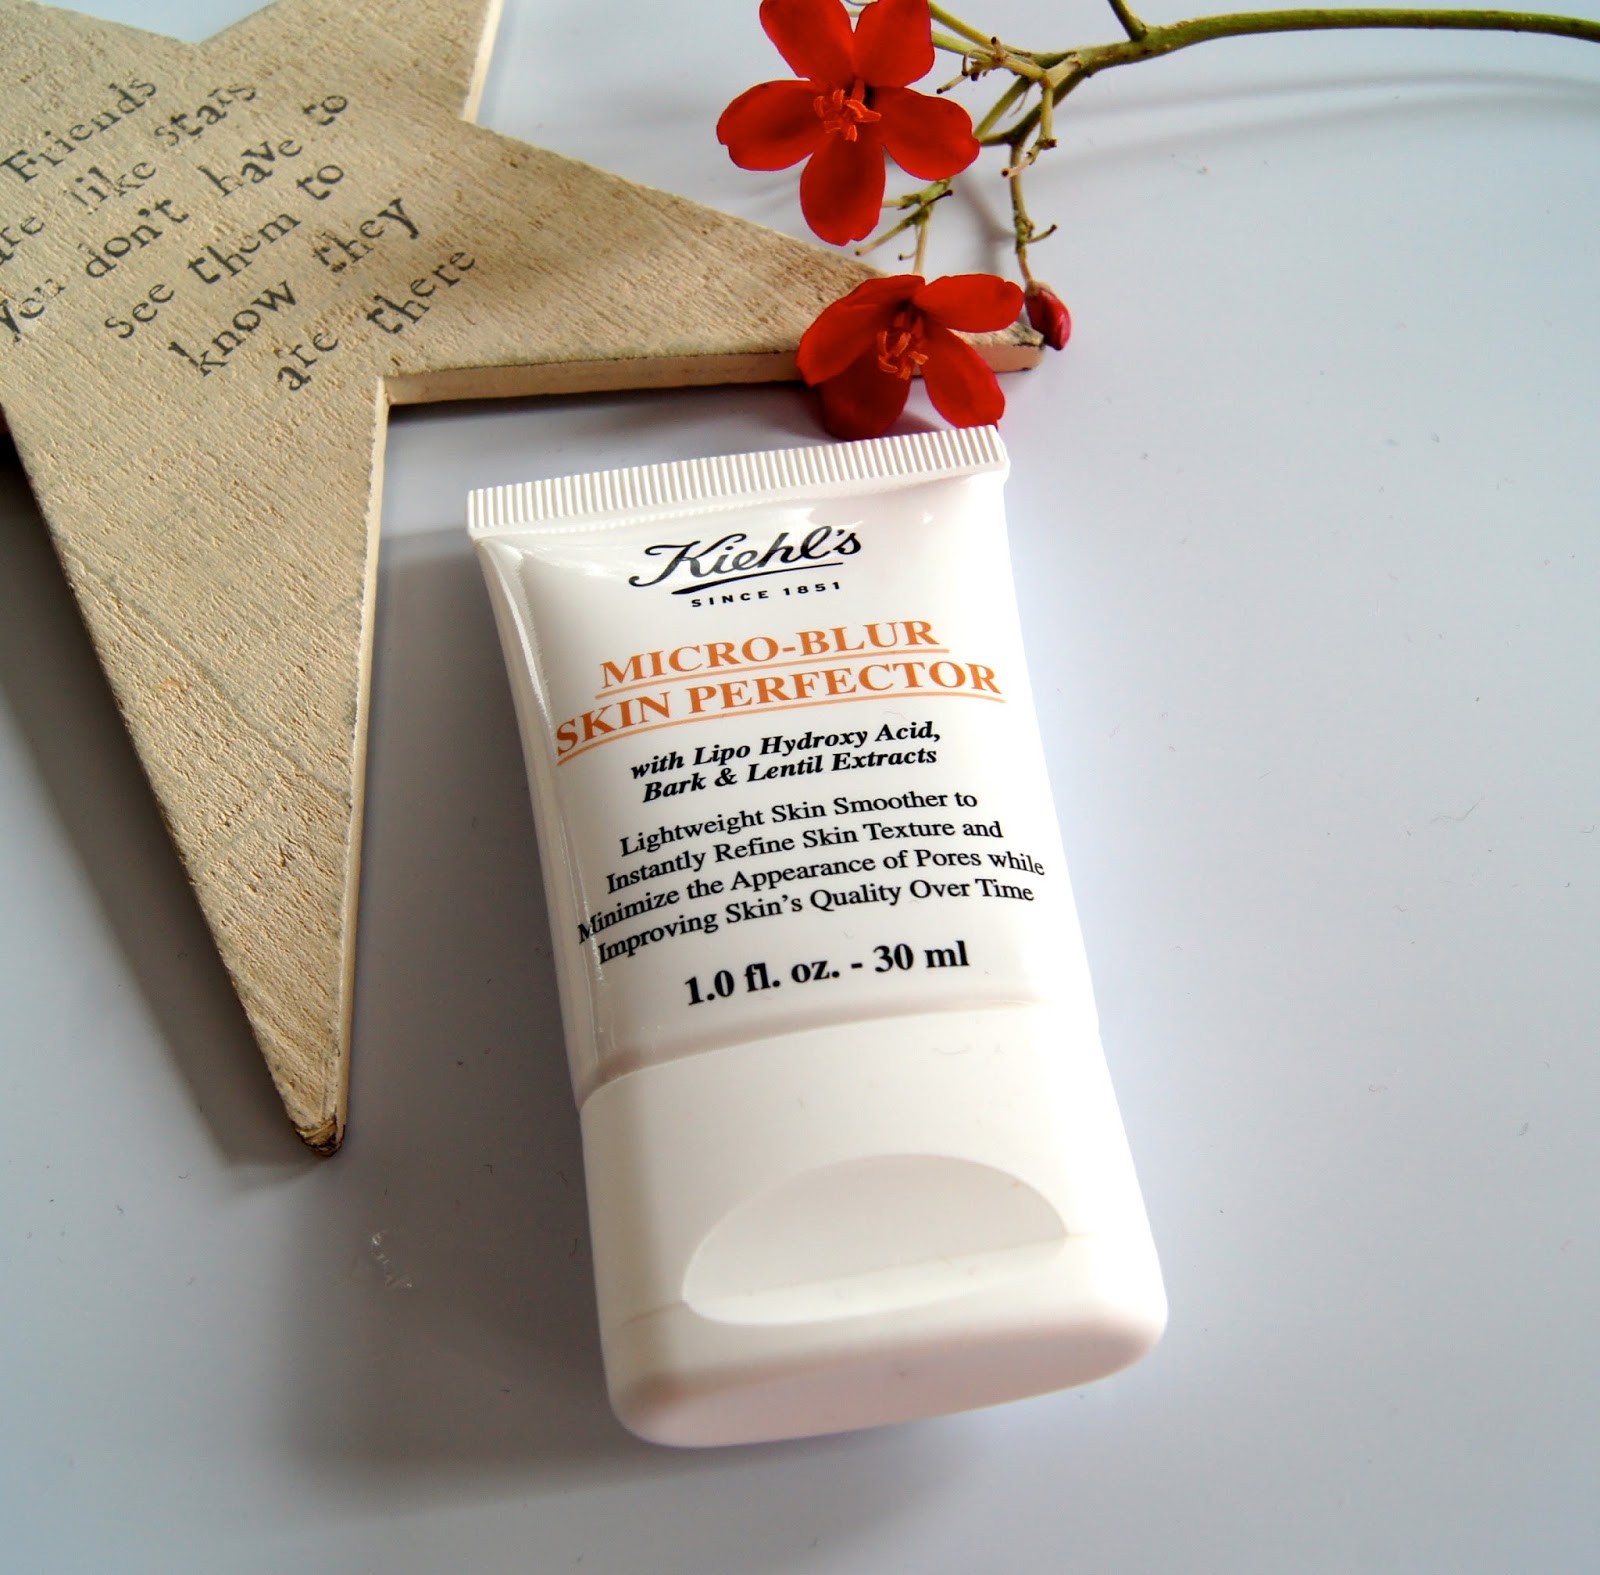 Friends
are like stars
you don't have to
see them to
know they
are there
Kiehl's
SINCE 1851
MICRO-BLUR
SKIN PERFECTOR
with Lipo Hydroxy Acid,
Bark & Lentil Extracts
Lightweight Skin Smoother to
Instantly Refine Skin Texture and
Minimize the Appearance of Pores while
Improving Skin's Quality Over Time
1.0 fl. oz. - 30 ml